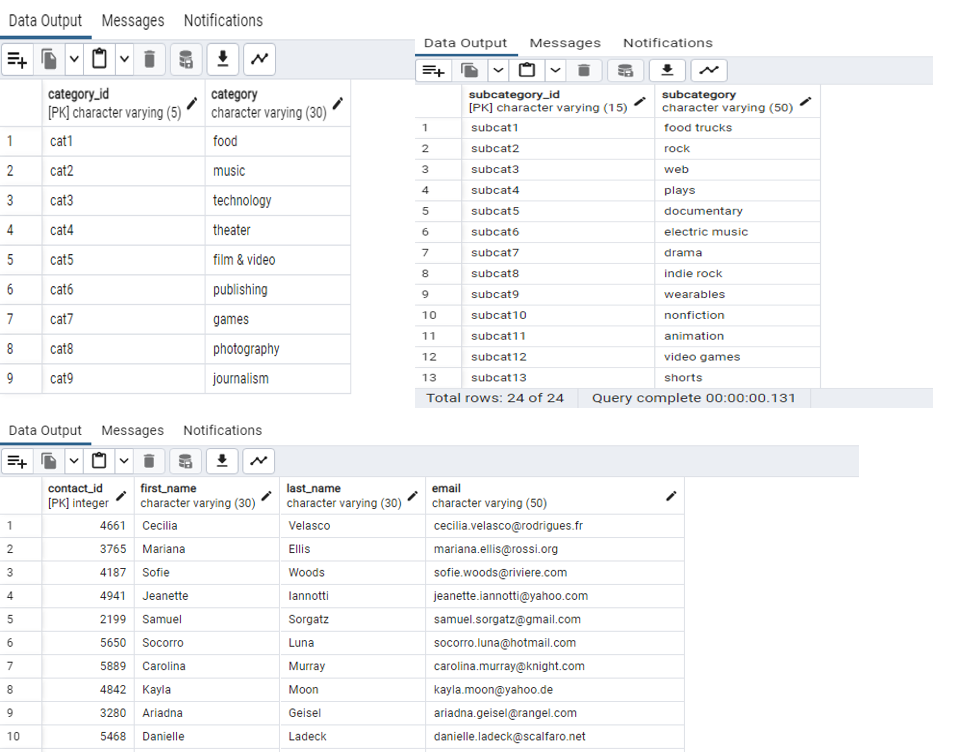 Data Output Messages Notifications
category_id category
[PK] character varying (5) character varying (30)
1 cat1 food
2 cat2 music
3 cat3 technology
4 cat4 theater
5 cat5 film & video
6 cat6 publishing
7 cat7 games
8 cat8 photography
9 cat9 journalism
Data Output Messages Notifications
subcategory_id subcategory
[PK] character varying (15) character varying (50)
1 subcat1 food trucks
2 subcat2 rock
3 subcat3 web
4 subcat4 plays
5 subcat5 documentary
6 subcat6 electric music
7 subcat7 drama
8 subcat8 indie rock
9 subcat9 wearables
10 subcat10 nonfiction
11 subcat11 animation
12 subcat12 video games
13 subcat13 shorts
Total rows: 24 of 24 Query complete 00:00:00.131
Data Output Messages Notifications
contact_id first_name last_name email
[PK] integer character varying (30) character varying (30) character varying (50)
1 4661 Cecilia Velasco cecilia.velasco@rodrigues.fr
2 3765 Mariana Ellis mariana.ellis@rossi.org
3 4187 Sofie Woods sofie.woods@riviere.com
4 4941 Jeanette Iannotti jeanette.iannotti@yahoo.com
5 2199 Samuel Sorgatz samuel.sorgatz@gmail.com
6 5650 Socorro Luna socorro.luna@hotmail.com
7 5889 Carolina Murray carolina.murray@knight.com
8 4842 Kayla Moon kayla.moon@yahoo.de
9 3280 Ariadna Geisel ariadna.geisel@rangel.com
10 5468 Danielle Ladeck danielle.ladeck@scalfaro.net